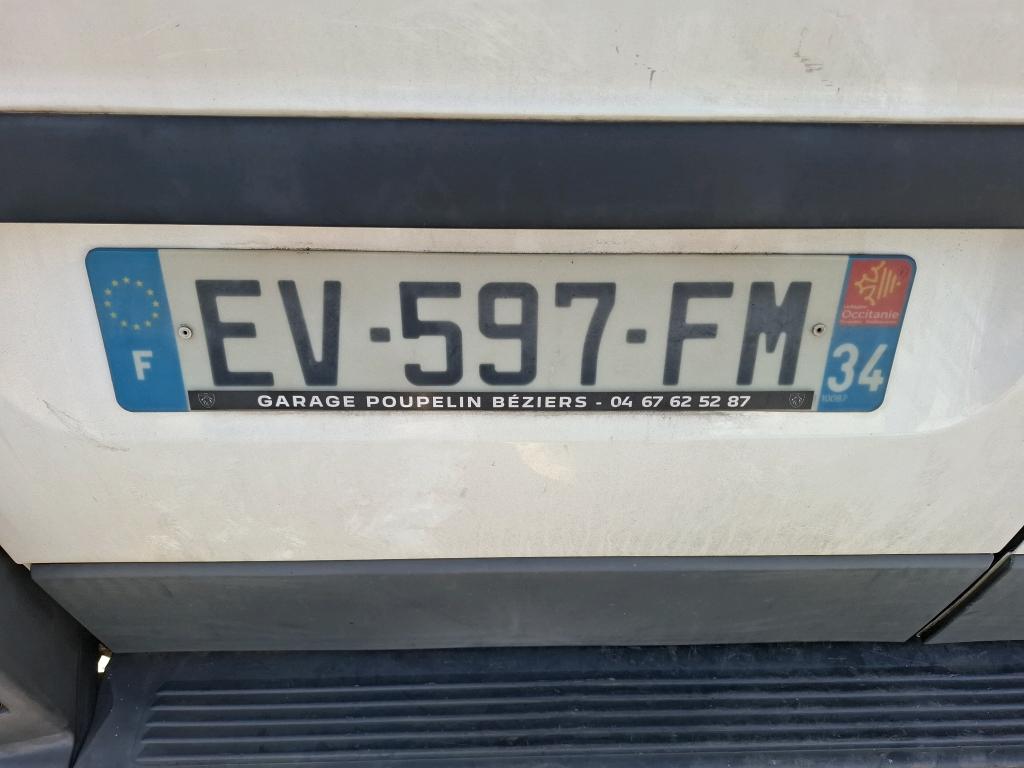 F
EV-597-FM
Occitanie
34
GARAGE POUPELIN BÉZIERS - 04 67 62 52 87